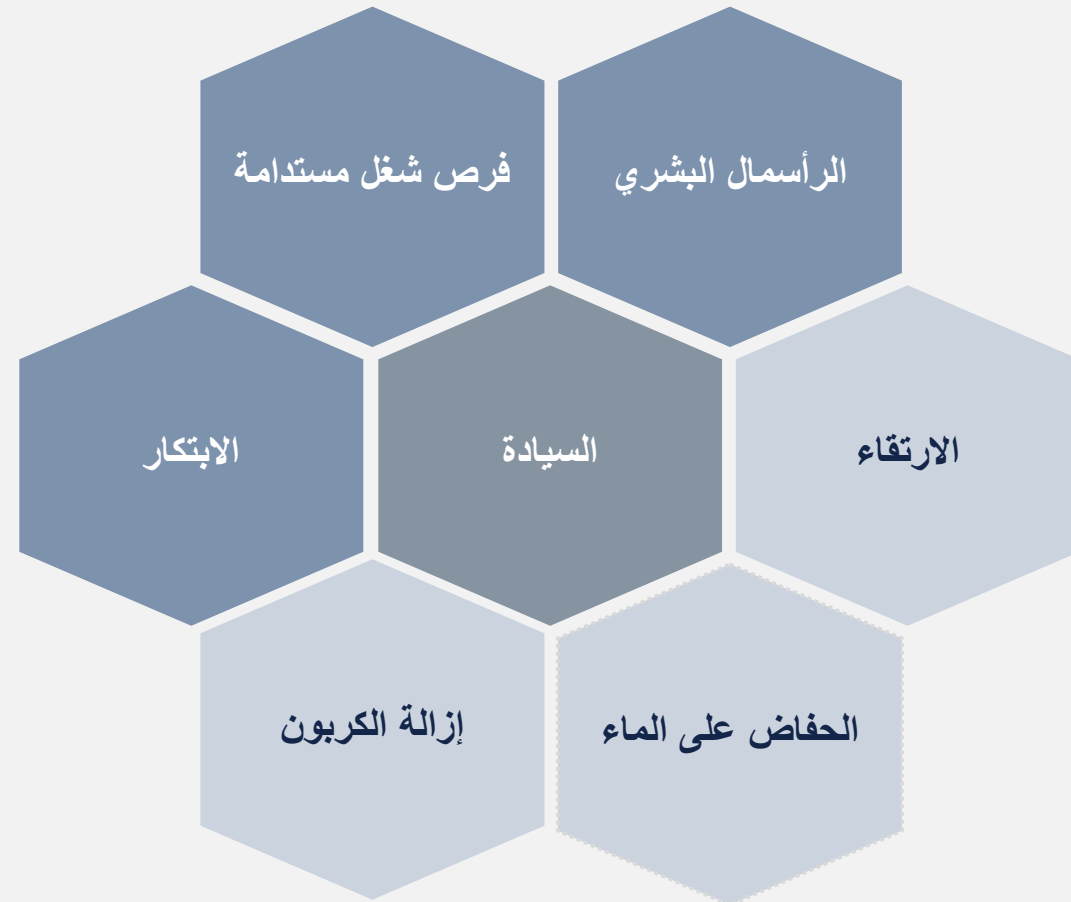 الرأسمال البشري
فرص شغل مستدامة
الارتقاء
السيادة
الابتكار
الحفاض على الماء
إزالة الكربون